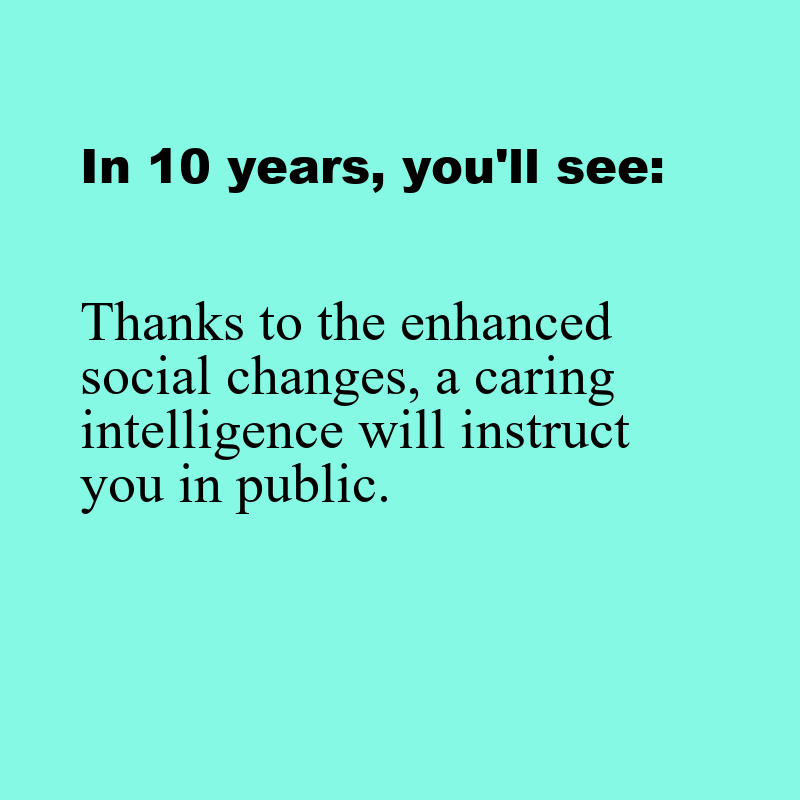 In 10 years, you'll see:
Thanks to the enhanced
social changes, a caring
intelligence will instruct
you in public.